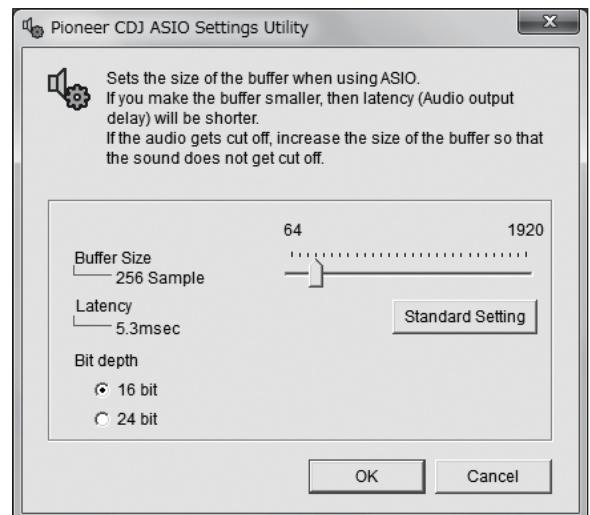 Pioneer CDJ ASIO Settings Utility
x
Sets the size of the buffer when using ASIO.
If you make the buffer smaller, then latency (Audio output
delay) will be shorter.
If the audio gets cut off, increase the size of the buffer so that
the sound does not get cut off.
64 1920
Buffer Size
256 Sample
Latency
5.3msec
Standard Setting
Bit depth
16 bit
24 bit
OK Cancel